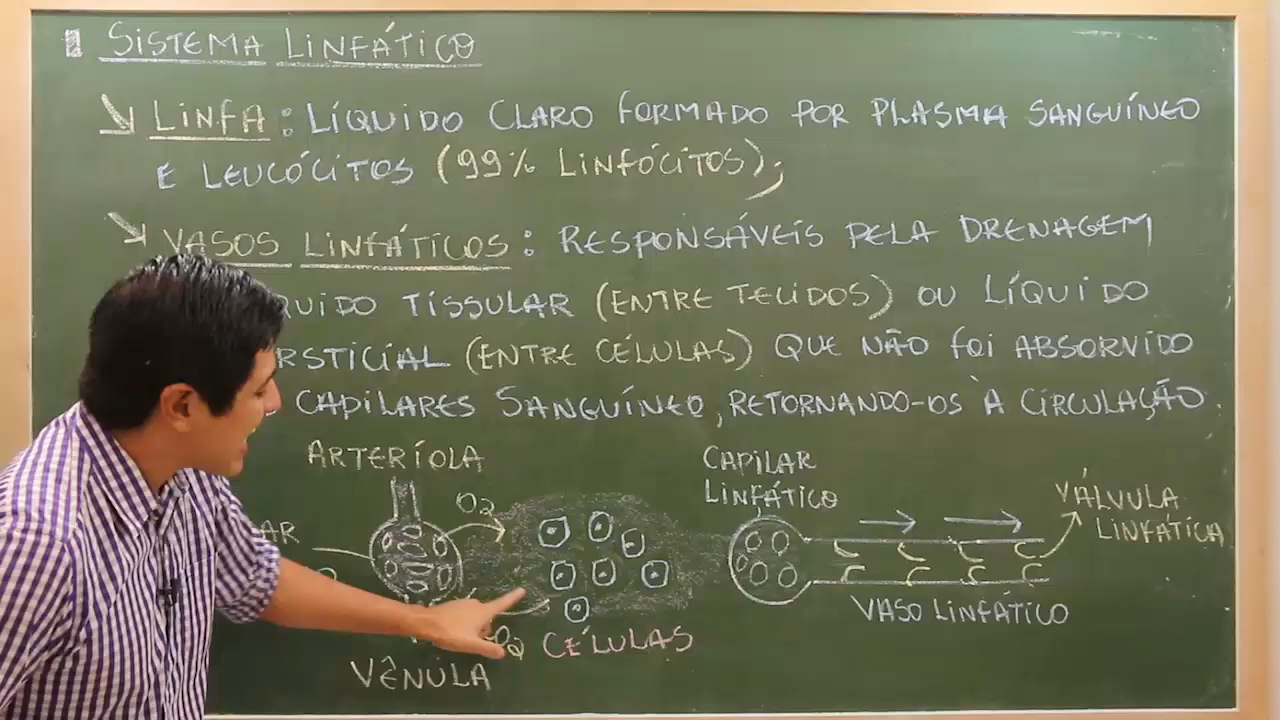 SISTEMA LINFÁTICO
LINFA: LÍQUIDO CLARO FORMADO POR PLASMA SANGUÍNEO
E LEUCÓCITOS (99% LINFÓCITOS);
VASOS LINFÁTICOS: RESPONSÁVEIS PELA DRENAGEM
TISSULAR (ENTRE TECIDOS) OU LÍQUIDO
(ENTRE CÉLULAS) QUE NÃO FOI ABSORVIDO
CAPILARES SANGUÍNEO, RETORNANDO-OS À CIRCULAÇÃO.
ARTERÍOLA
O2
CAPILAR
LINFÁTICO
VÁLVULA
LINFÁTICA
VASO LINFÁTICO
CÉLULAS
VÊNULA